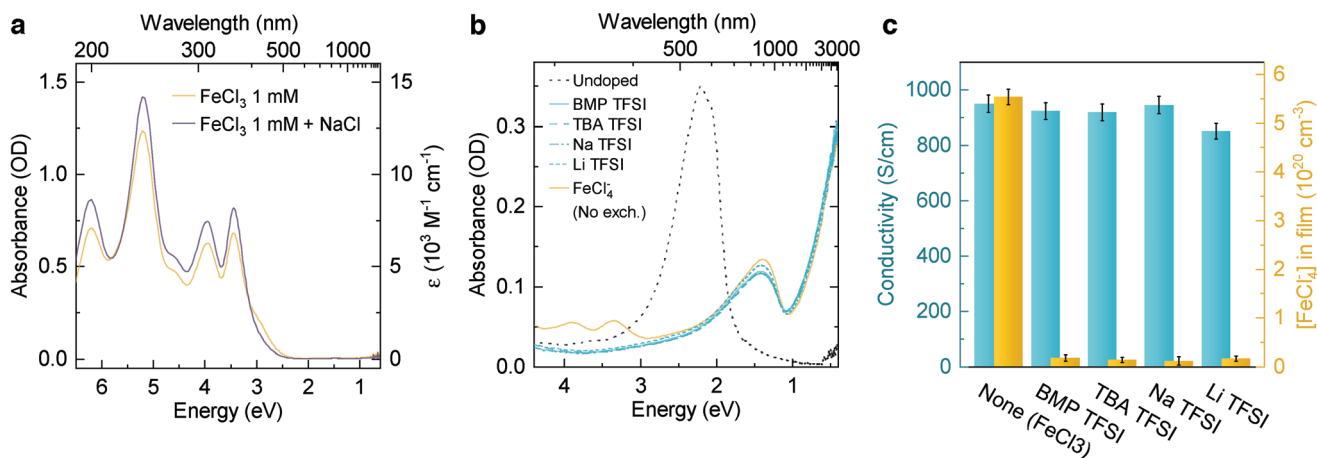 a
Wavelength (nm)
200 300 400 500 1000
1.5
1.0
0.5
0.0
Absorbance (OD)
FeCl₃ 1 mM
FeCl₃ 1 mM + NaCl
15
10
5
0
ε (10³ M⁻¹ cm⁻¹)
6 5 4 3 2 1
Energy (eV)
b
Wavelength (nm)
500 1000 3000
0.3
0.2
0.1
0.0
Absorbance (OD)
Undoped
BMP TFSI
TBA TFSI
Na TFSI
Li TFSI
FeCl₄⁻
(No exch.)
4 3 2 1
Energy (eV)
c
1000
800
600
400
200
0
Conductivity (S/cm)
6
5
4
3
2
1
0
[FeCl₄⁻] in film (10²⁰ cm⁻³)
None (FeCl3)
BMP TFSI
TBA TFSI
Na TFSI
Li TFSI